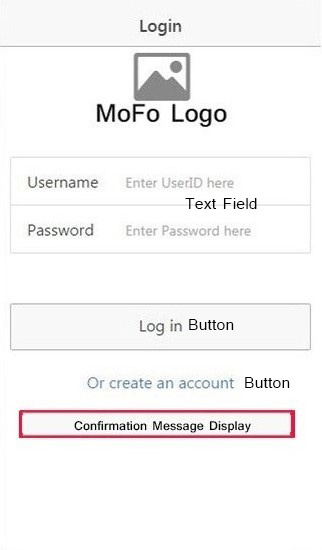 Login
MoFo Logo
Username Enter UserID here
Text Field
Password Enter Password here
Log in Button
Or create an account Button
Confirmation Message Display